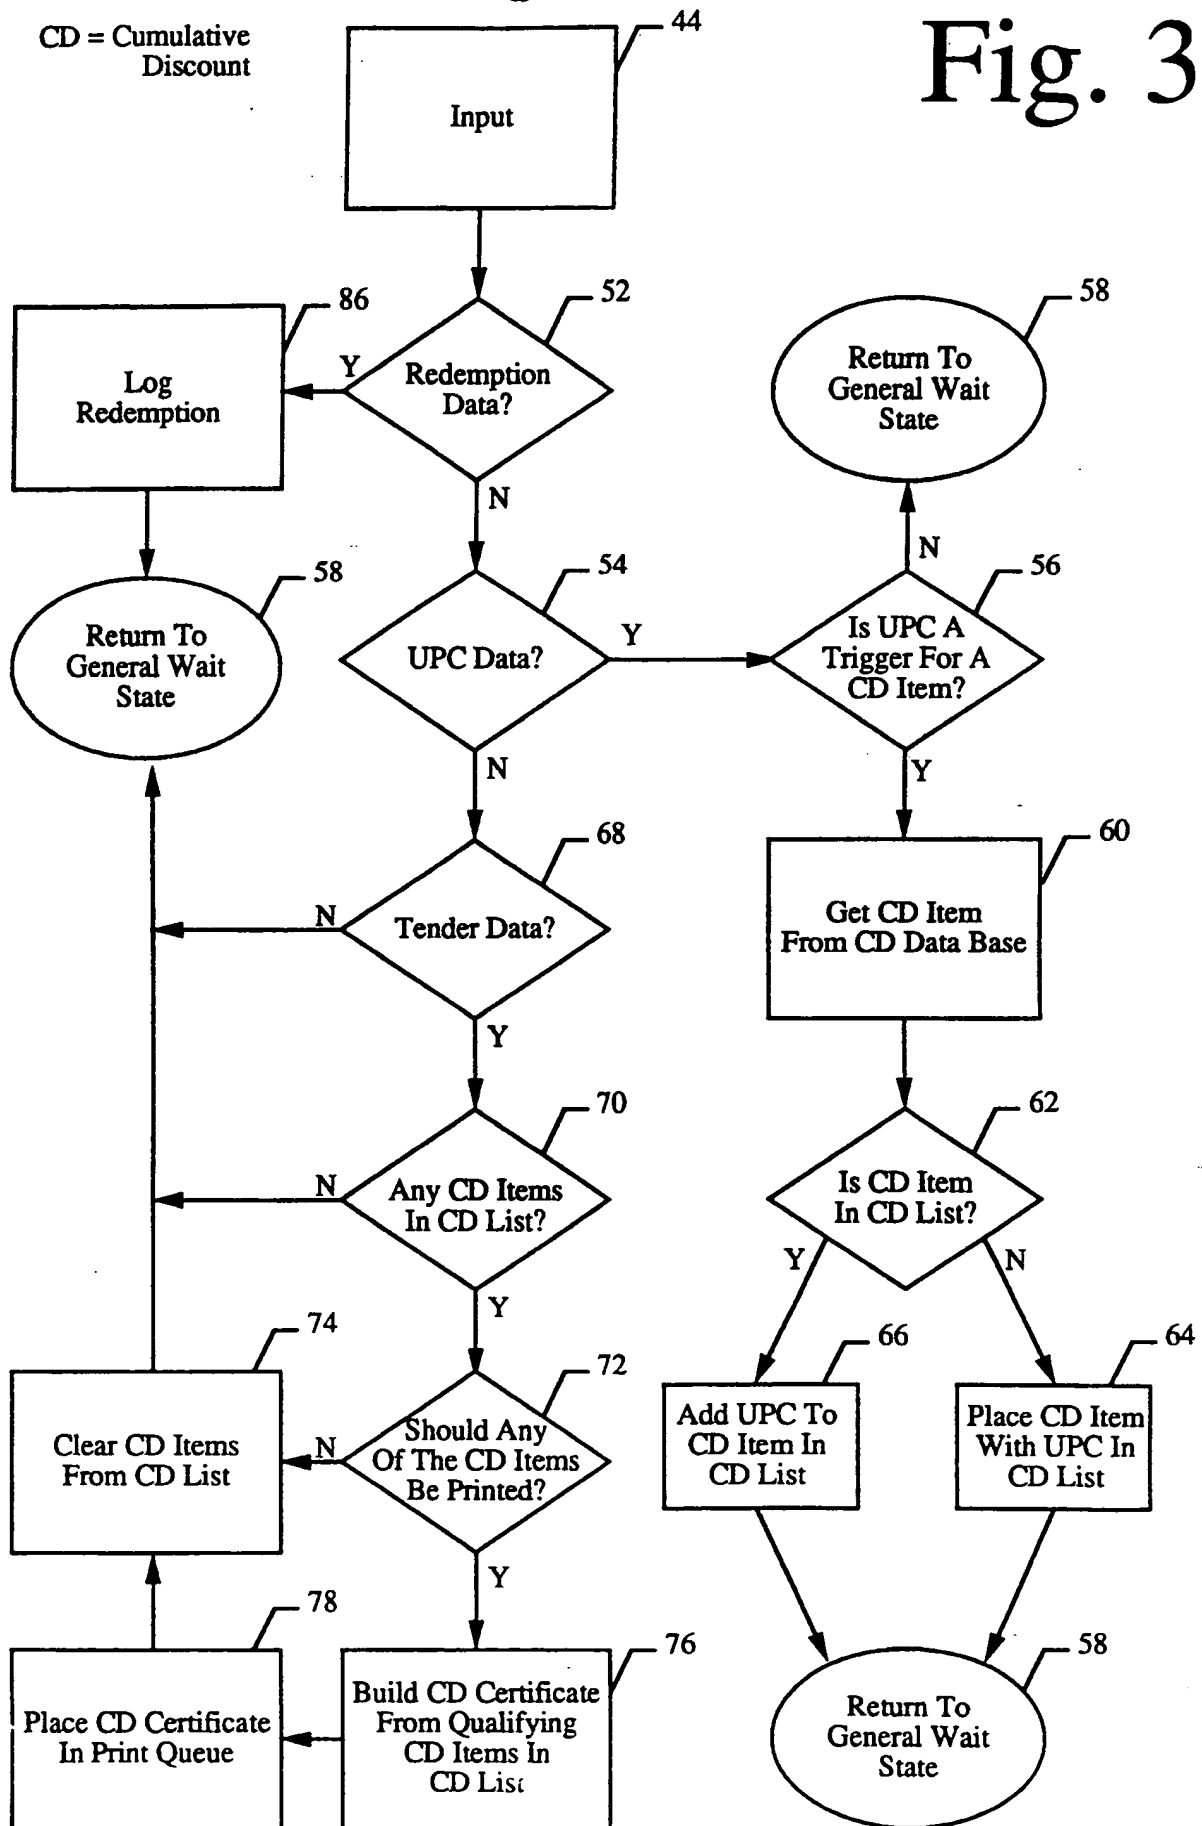 CD = Cumulative
Discount
44
Fig. 3
Input
86
52
58
Log
Redemption
Y
Redemption
Data?
Return To
General Wait
State
N
N
58
54
56
Return To
General Wait
State
UPC Data?
Y
Is UPC A
Trigger For A
CD Item?
N
Y
68
60
N
Tender Data?
Get CD Item
From CD Data Base
Y
70
62
N
Any CD Items
In CD List?
Is CD Item
In CD List?
Y
N
Y
74
72
66
64
Clear CD Items
From CD List
N
Should Any
Of The CD Items
Be Printed?
Add UPC To
CD Item In
CD List
Place CD Item
With UPC In
CD List
Y
78
76
58
Place CD Certificate
In Print Queue
Build CD Certificate
From Qualifying
CD Items In
CD List
Return To
General Wait
State